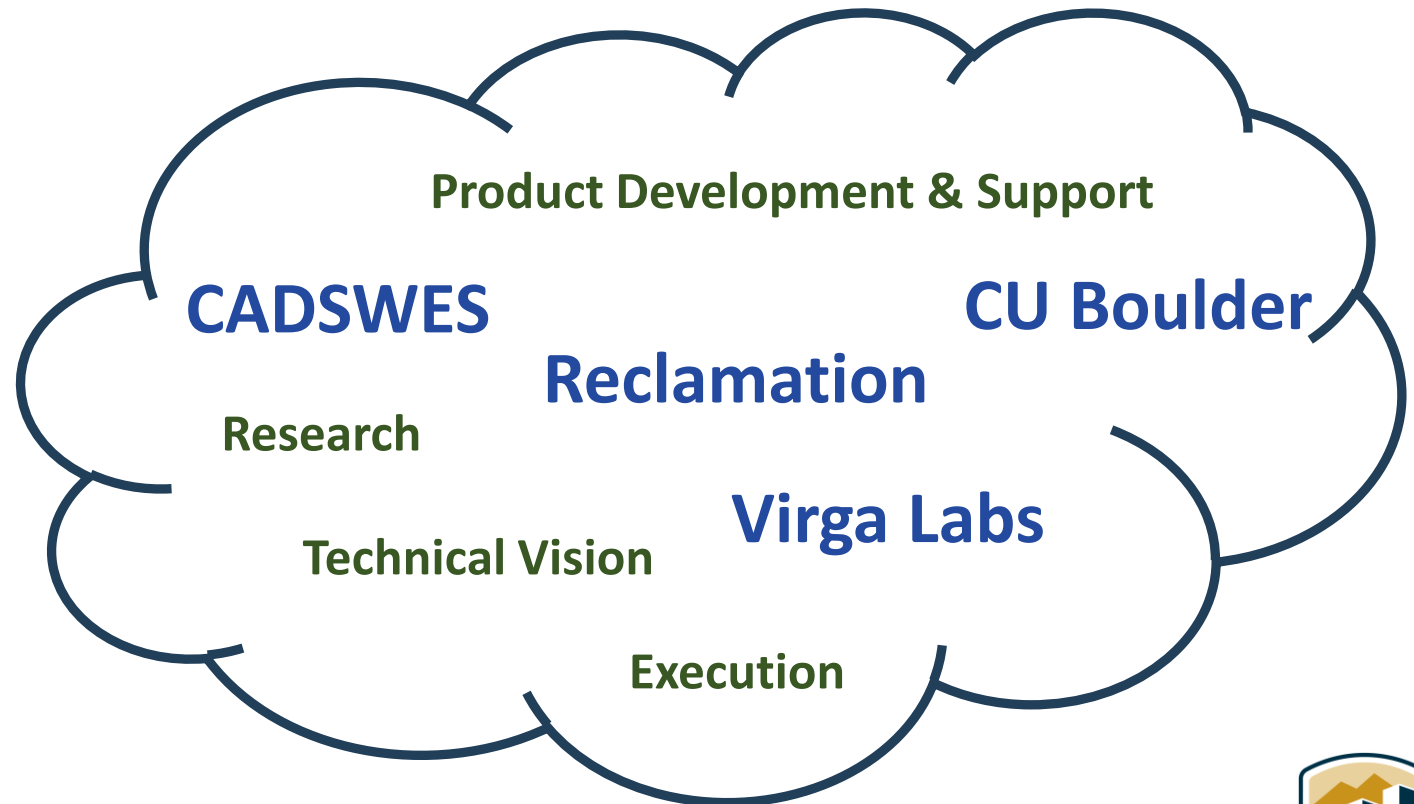 Product Development & Support
CADSWES
CU Boulder
Reclamation
Research
Virga Labs
Technical Vision
Execution